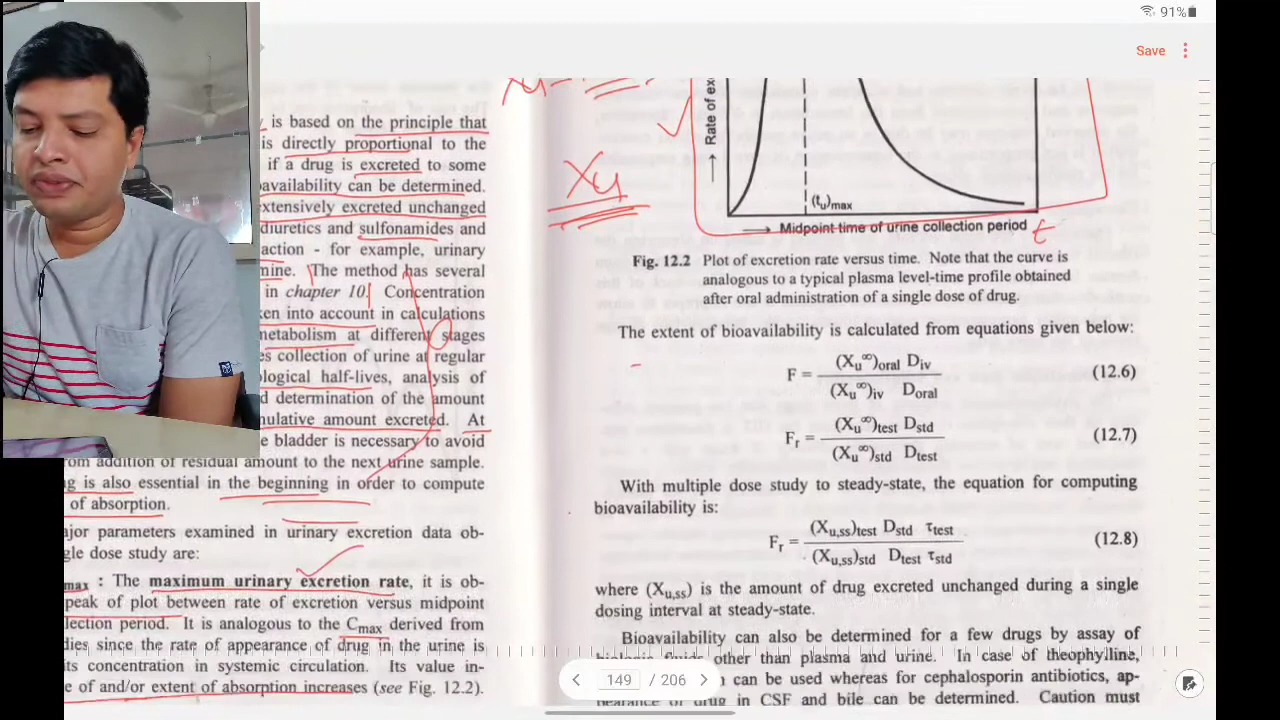 91%
Save
is based on the principle that
is directly proportional to the
if a drug is excreted to some
availability can be determined.
extensively excreted unchanged
diuretics and sulfonamides and
action - for example, urinary
mine. The method has several
in chapter 10. Concentration
ken into account in calculations
metabolism at different stages
es collection of urine at regular
ological half-lives, analysis of
d determination of the amount
mulative amount excreted. At
e bladder is necessary to avoid
from addition of residual amount to the next urine sample.
g is also essential in the beginning in order to compute
of absorption.
ajor parameters examined in urinary excretion data ob-
gle dose study are:
max : The maximum urinary excretion rate, it is ob-
peak of plot between rate of excretion versus midpoint
llection period. It is analogous to the Cmax derived from
dies since the rate of appearance of drug in the urine is
its concentration in systemic circulation. Its value in-
e of and/or extent of absorption increases (see Fig. 12.2).
Xu
Rate of ex
(tu)max
Midpoint time of urine collection period t
Fig. 12.2 Plot of excretion rate versus time. Note that the curve is
analogous to a typical plasma level-time profile obtained
after oral administration of a single dose of drug.
The extent of bioavailability is calculated from equations given below:
F = (Xu∞)oral Div / (Xu∞)iv Doral (12.6)
Fr = (Xu∞)test Dstd / (Xu∞)std Dtest (12.7)
With multiple dose study to steady-state, the equation for computing
bioavailability is:
Fr = (Xu,ss)test Dstd τtest / (Xu,ss)std Dtest τstd (12.8)
where (Xu,ss) is the amount of drug excreted unchanged during a single
dosing interval at steady-state.
Bioavailability can also be determined for a few drugs by assay of
biologic fluids other than plasma and urine. In case of theophylline,
can be used whereas for cephalosporin antibiotics, ap-
pearance of drug in CSF and bile can be determined. Caution must
149 / 206